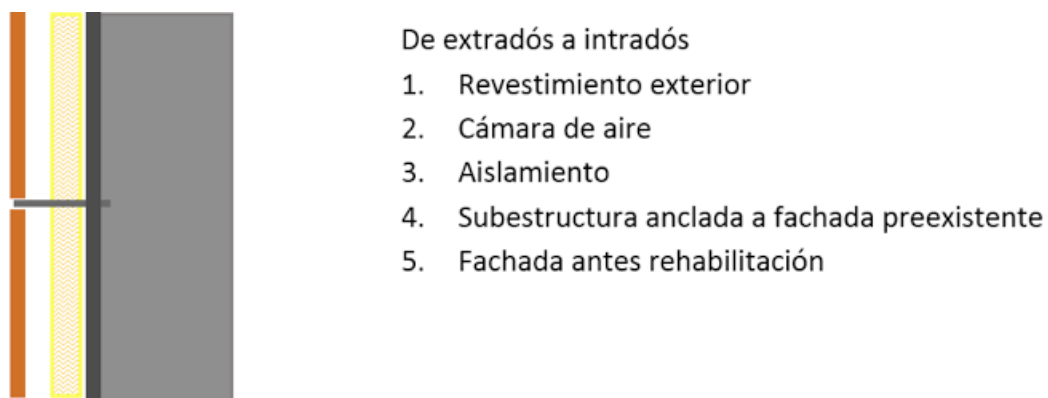 De extradós a intradós
1. Revestimiento exterior
2. Cámara de aire
3. Aislamiento
4. Subestructura anclada a fachada preexistente
5. Fachada antes rehabilitación